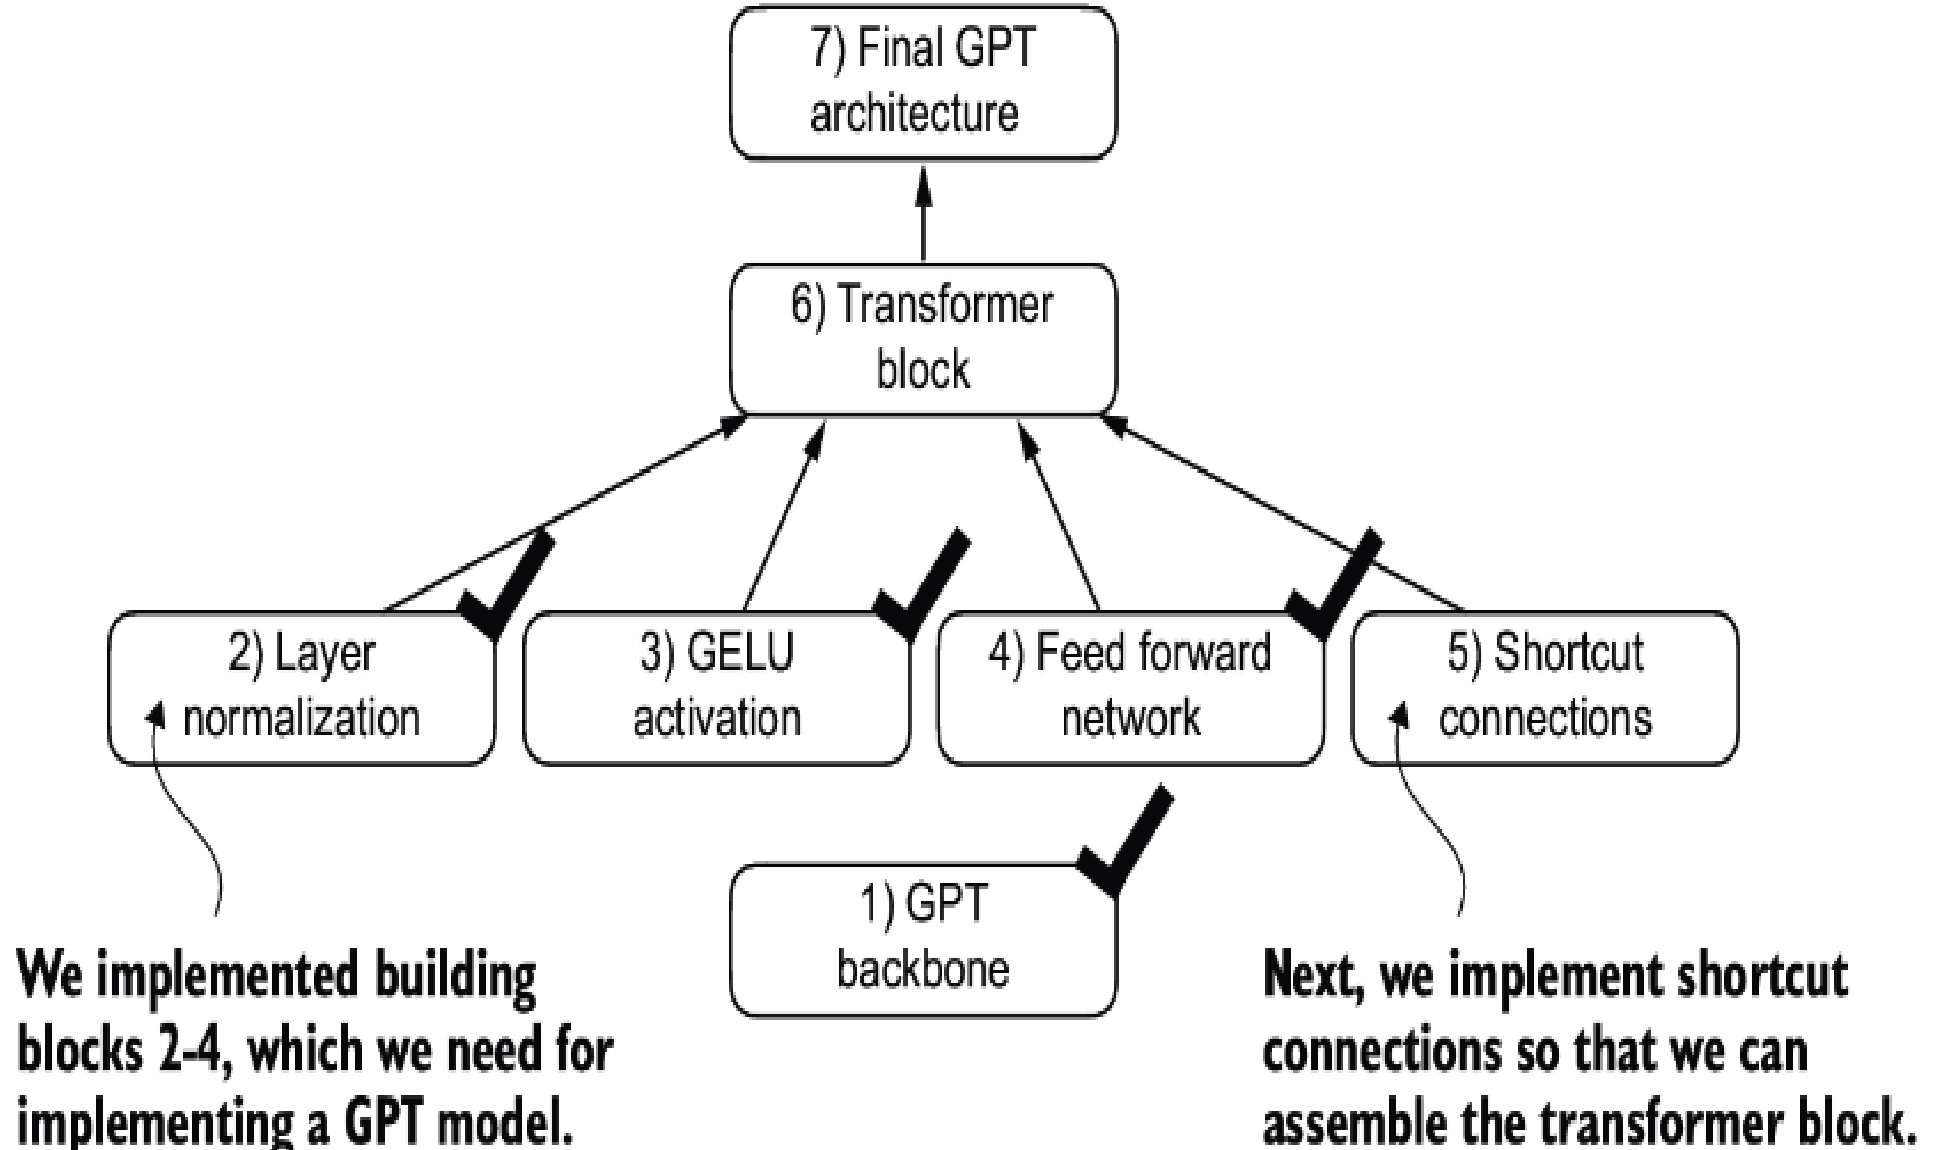 7) Final GPT
architecture
6) Transformer
block
2) Layer
normalization
3) GELU
activation
4) Feed forward
network
5) Shortcut
connections
1) GPT
backbone
We implemented building
blocks 2-4, which we need for
implementing a GPT model.
Next, we implement shortcut
connections so that we can
assemble the transformer block.